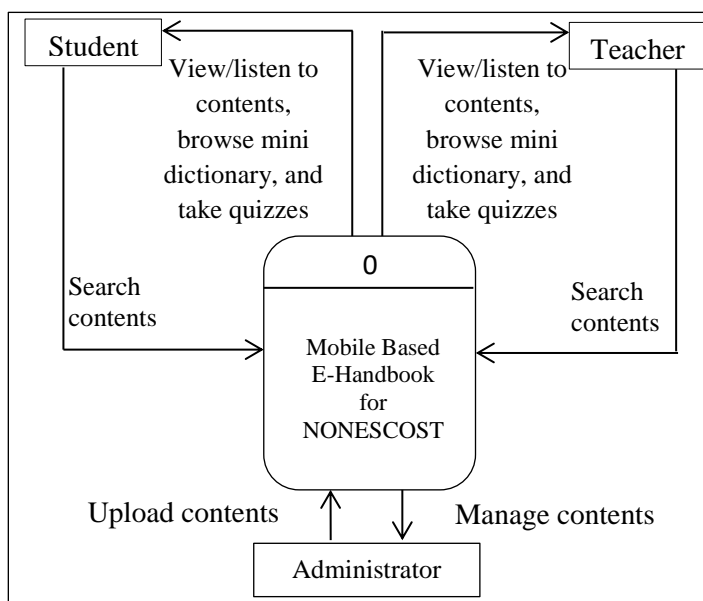 Student
Teacher
View/listen to
contents,
browse mini
dictionary, and
take quizzes
View/listen to
contents,
browse mini
dictionary, and
take quizzes
0
Search
contents
Search
contents
Mobile Based
E-Handbook
for
NONESCOST
Upload contents
Manage contents
Administrator